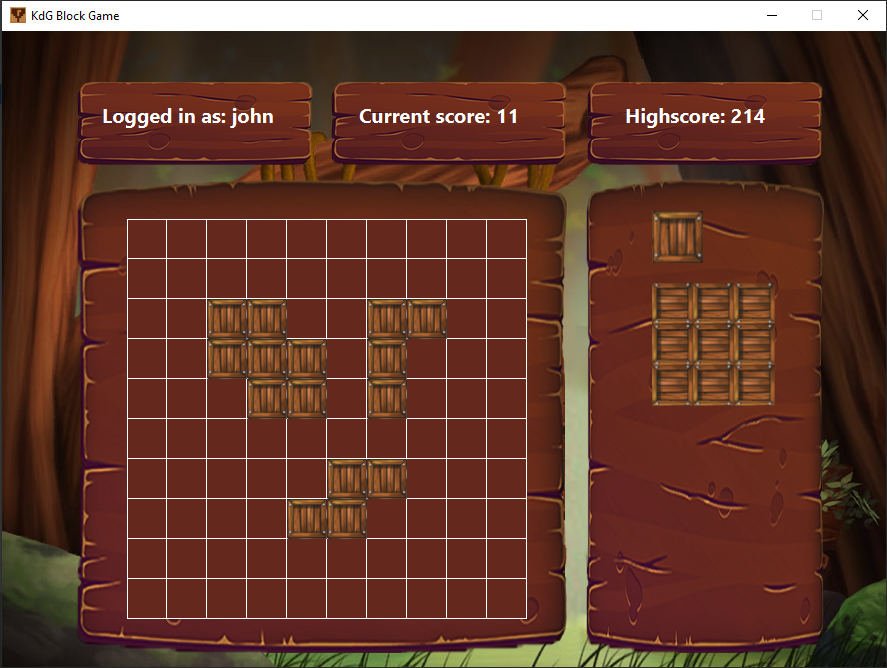 KdG Block Game
Logged in as: john
Current score: 11
Highscore: 214